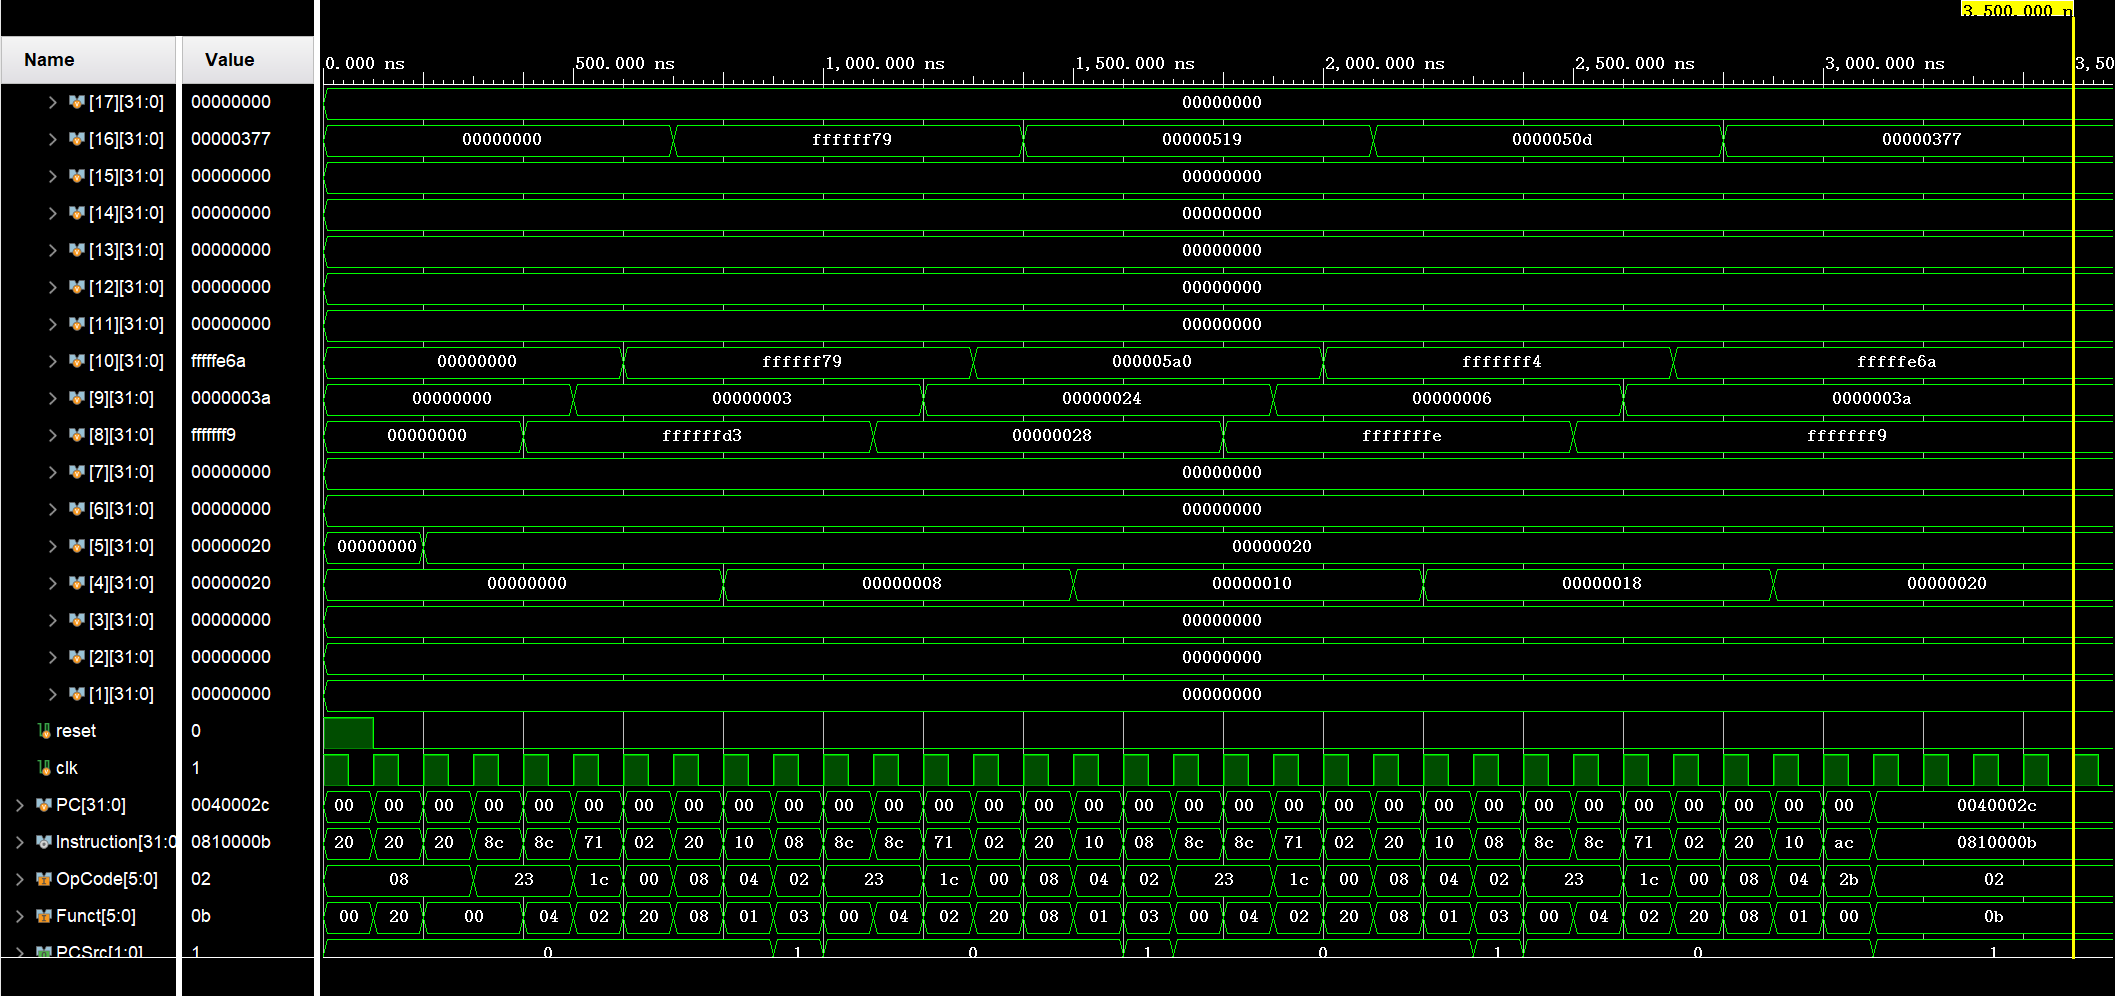 3,500.000 n
Name Value
0.000 ns 500.000 ns 1,000.000 ns 1,500.000 ns 2,000.000 ns 2,500.000 ns 3,000.000 ns 3,50
[17][31:0] 00000000 00000000
[16][31:0] 00000377 00000000 ffffff79 00000519 0000050d 00000377
[15][31:0] 00000000 00000000
[14][31:0] 00000000 00000000
[13][31:0] 00000000 00000000
[12][31:0] 00000000 00000000
[11][31:0] 00000000 00000000
[10][31:0] fffffe6a 00000000 ffffff79 000005a0 fffffff4 fffffe6a
[9][31:0] 0000003a 00000000 00000003 00000024 00000006 0000003a
[8][31:0] fffffff9 00000000 ffffffd3 00000028 fffffffe fffffff9
[7][31:0] 00000000 00000000
[6][31:0] 00000000 00000000
[5][31:0] 00000020 00000000 00000020
[4][31:0] 00000020 00000000 00000008 00000010 00000018 00000020
[3][31:0] 00000000 00000000
[2][31:0] 00000000 00000000
[1][31:0] 00000000 00000000
reset 0
clk 1
PC[31:0] 0040002c 00 00 00 00 00 00 00 00 00 00 00 00 00 00 00 00 00 00 00 00 00 00 00 00 00 00 00 00 00 00 00 0040002c
Instruction[31:0 0810000b 20 20 20 8c 8c 71 02 20 10 08 8c 8c 71 02 20 10 08 8c 8c 71 02 20 10 08 8c 8c 71 02 20 10 ac 0810000b
OpCode[5:0] 02 08 23 1c 00 08 04 02 23 1c 00 08 04 02 23 1c 00 08 04 02 23 1c 00 08 04 2b 02
Funct[5:0] 0b 00 20 00 04 02 20 08 01 03 00 04 02 20 08 01 03 00 04 02 20 08 01 03 00 04 02 20 08 01 00 0b
PCSrc[1:0] 1 0 1 0 1 0 1 0 1